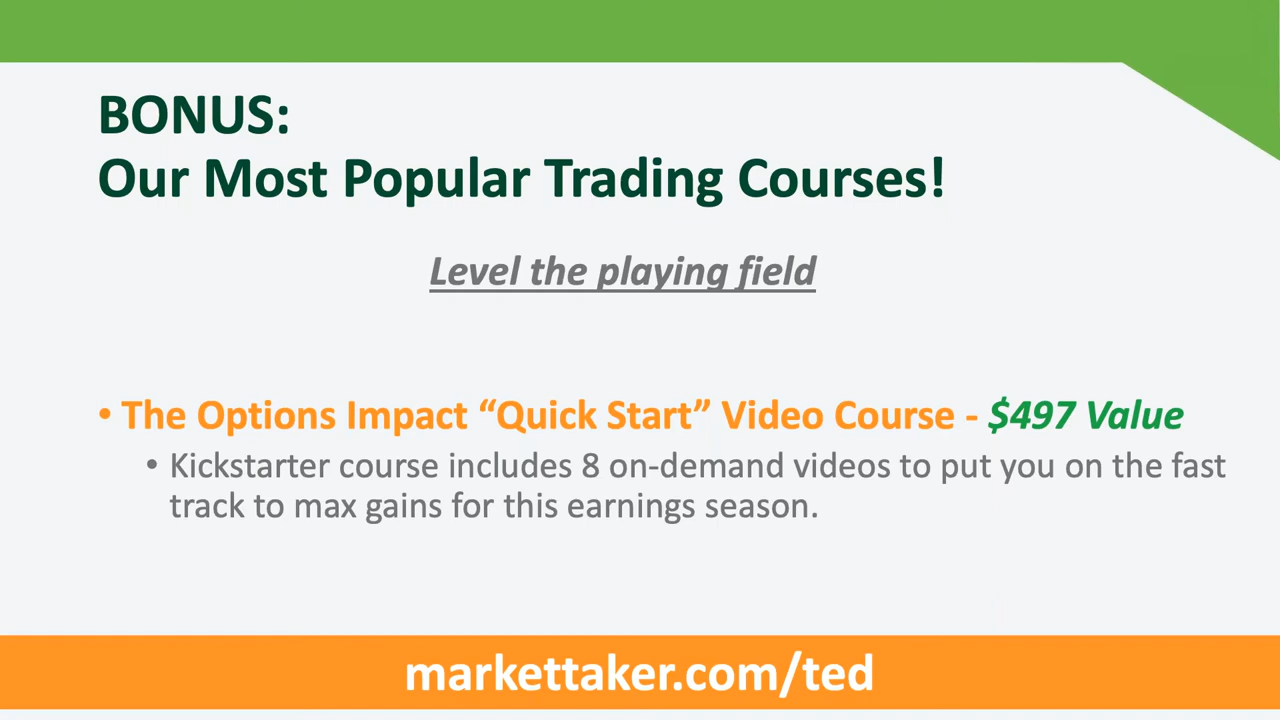 BONUS:
Our Most Popular Trading Courses!
Level the playing field
• The Options Impact “Quick Start” Video Course - $497 Value
• Kickstarter course includes 8 on-demand videos to put you on the fast
track to max gains for this earnings season.
markettaker.com/ted